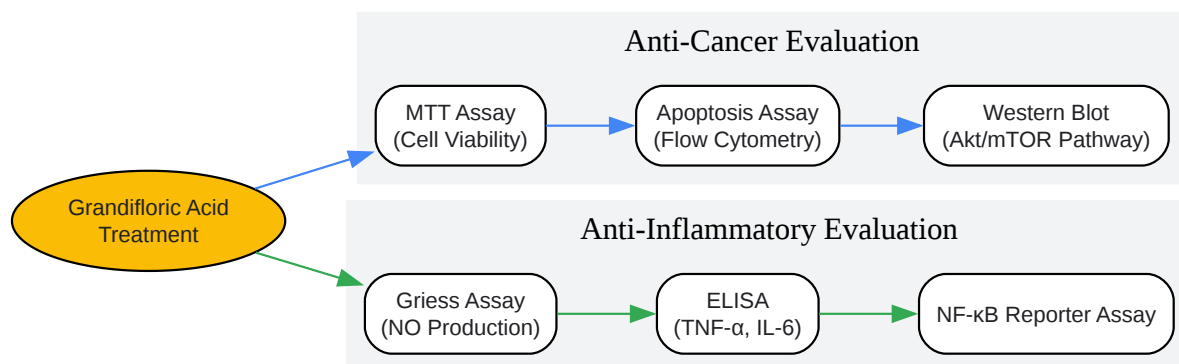 Grandifloric Acid
Treatment
Anti-Cancer Evaluation
MTT Assay
(Cell Viability)
Apoptosis Assay
(Flow Cytometry)
Western Blot
(Akt/mTOR Pathway)
Anti-Inflammatory Evaluation
Griess Assay
(NO Production)
ELISA
(TNF-α, IL-6)
NF-κB Reporter Assay